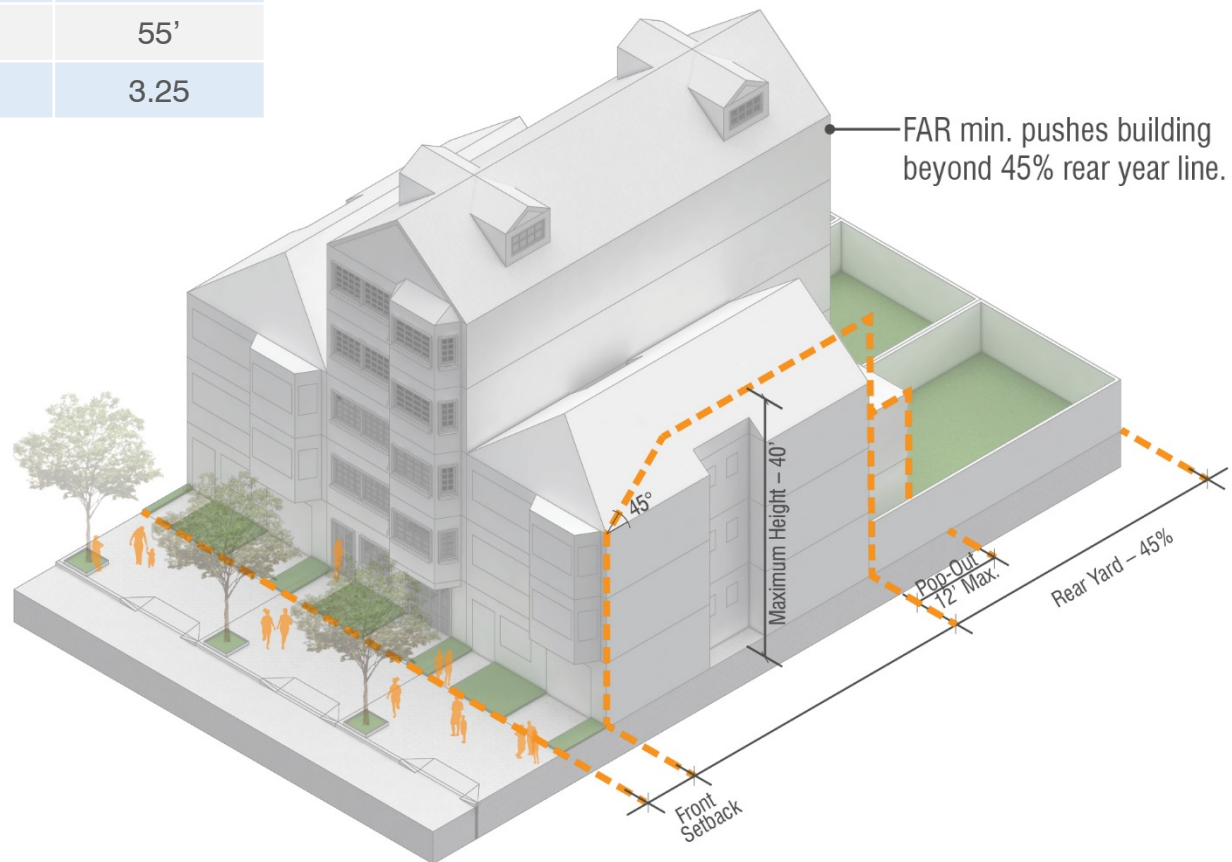 55’
3.25
FAR min. pushes building
beyond 45% rear year line.
45°
Maximum Height – 40’
Pop-Out
12’ Max.
Rear Yard – 45%
Front
Setback